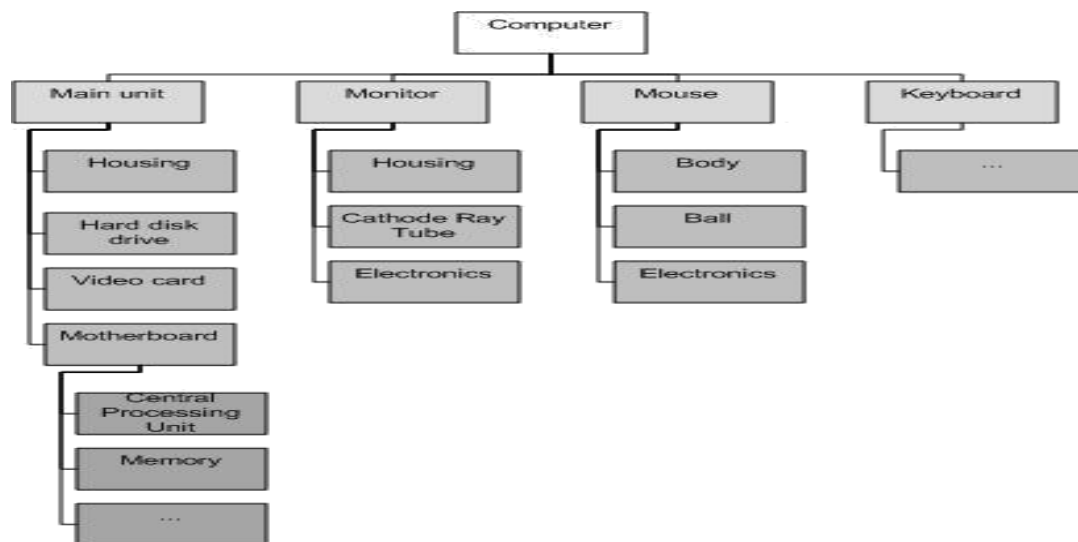 Computer
Main unit
Monitor
Mouse
Keyboard
Housing
Housing
Body
...
Hard disk
drive
Cathode Ray
Tube
Ball
Video card
Electronics
Electronics
Motherboard
Central
Processing
Unit
Memory
...